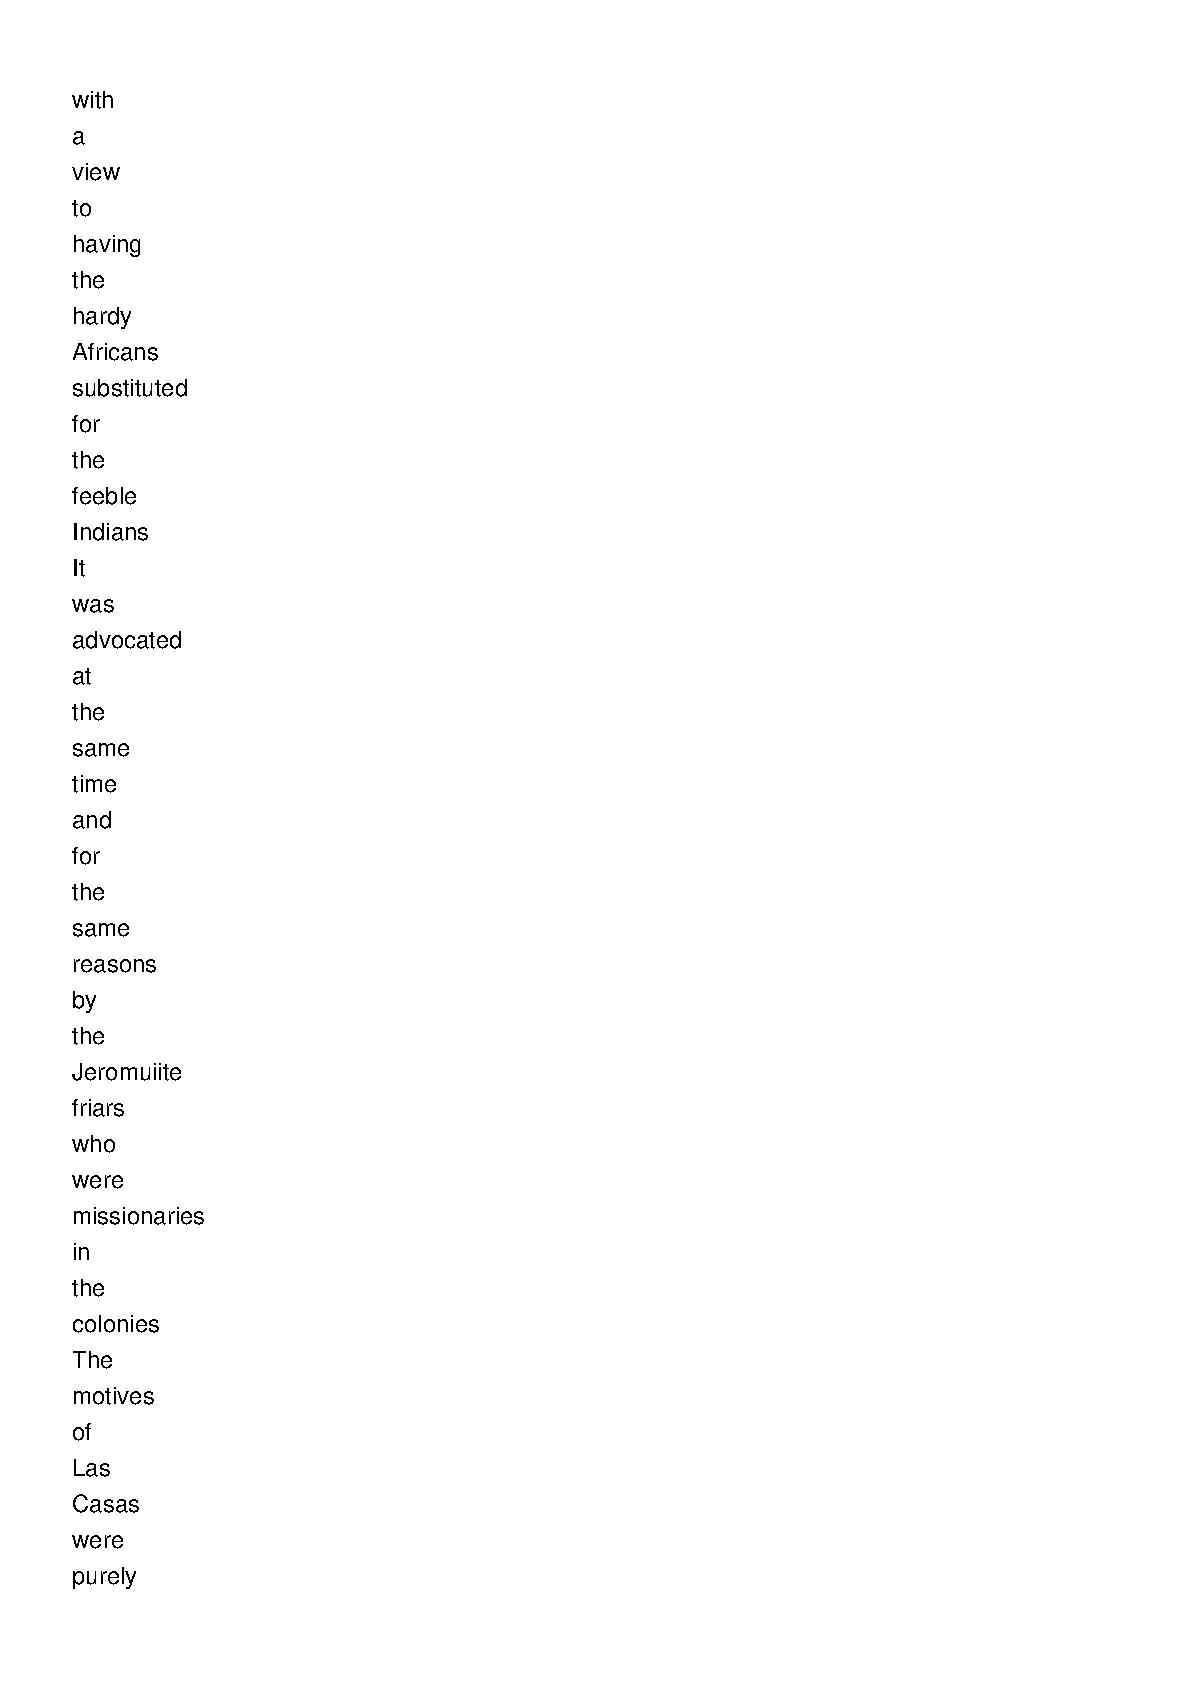 with
a
view
to
having
the
hardy
Africans
substituted
for
the
feeble
Indians
It
was
advocated
at
the
same
time
and
for
the
same
reasons
by
the
Jeromuiite
friars
who
were
missionaries
in
the
colonies
The
motives
of
Las
Casas
were
purely